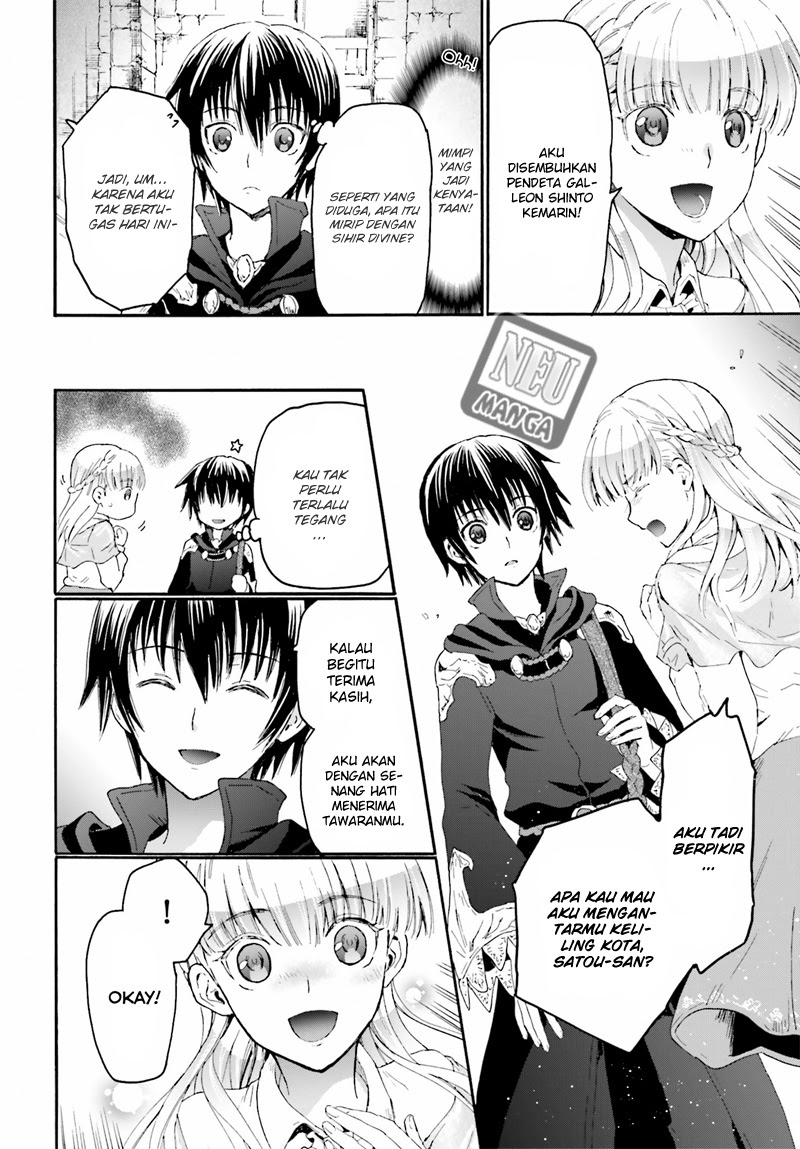 AKU
DISEMBUHKAN
PENDETA GAL-
LEON SHINTO
KEMARIN!
Ohh!
MIMPI
YANG
JADI
KENYA-
TAAN!
SEPERTI YANG
DIDUGA, APA ITU
MIRIP DENGAN
SIHIR DIVINE?
JADI, UM...
KARENA AKU
TAK BERTU-
GAS HARI INI-
NEU
MANGA
AKU TADI
BERPIKIR
...
APA KAU MAU
AKU MENGAN-
TARMU KELI-
LING KOTA,
SATOU-SAN?
KAU TAK
PERLU
TERLALU
TEGANG
...
KALAU
BEGITU
TERIMA
KASIH,
AKU AKAN
DENGAN SE-
NANG HATI
MENERIMA
TAWARANMU.
!
OKAY!